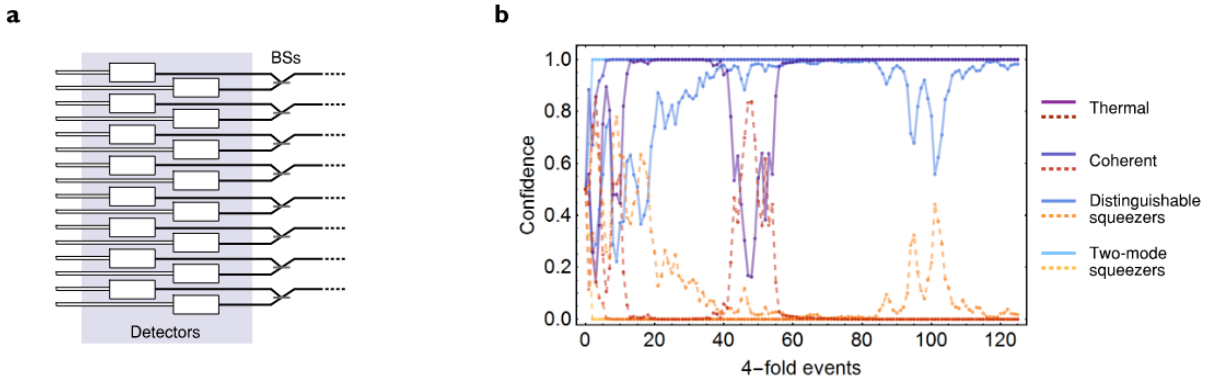 a
BSs
Detectors
b
1.0
0.8
0.6
0.4
0.2
0.0
Confidence
0
20
40
60
80
100
120
4-fold events
Thermal
Coherent
Distinguishable
squeezers
Two-mode
squeezers